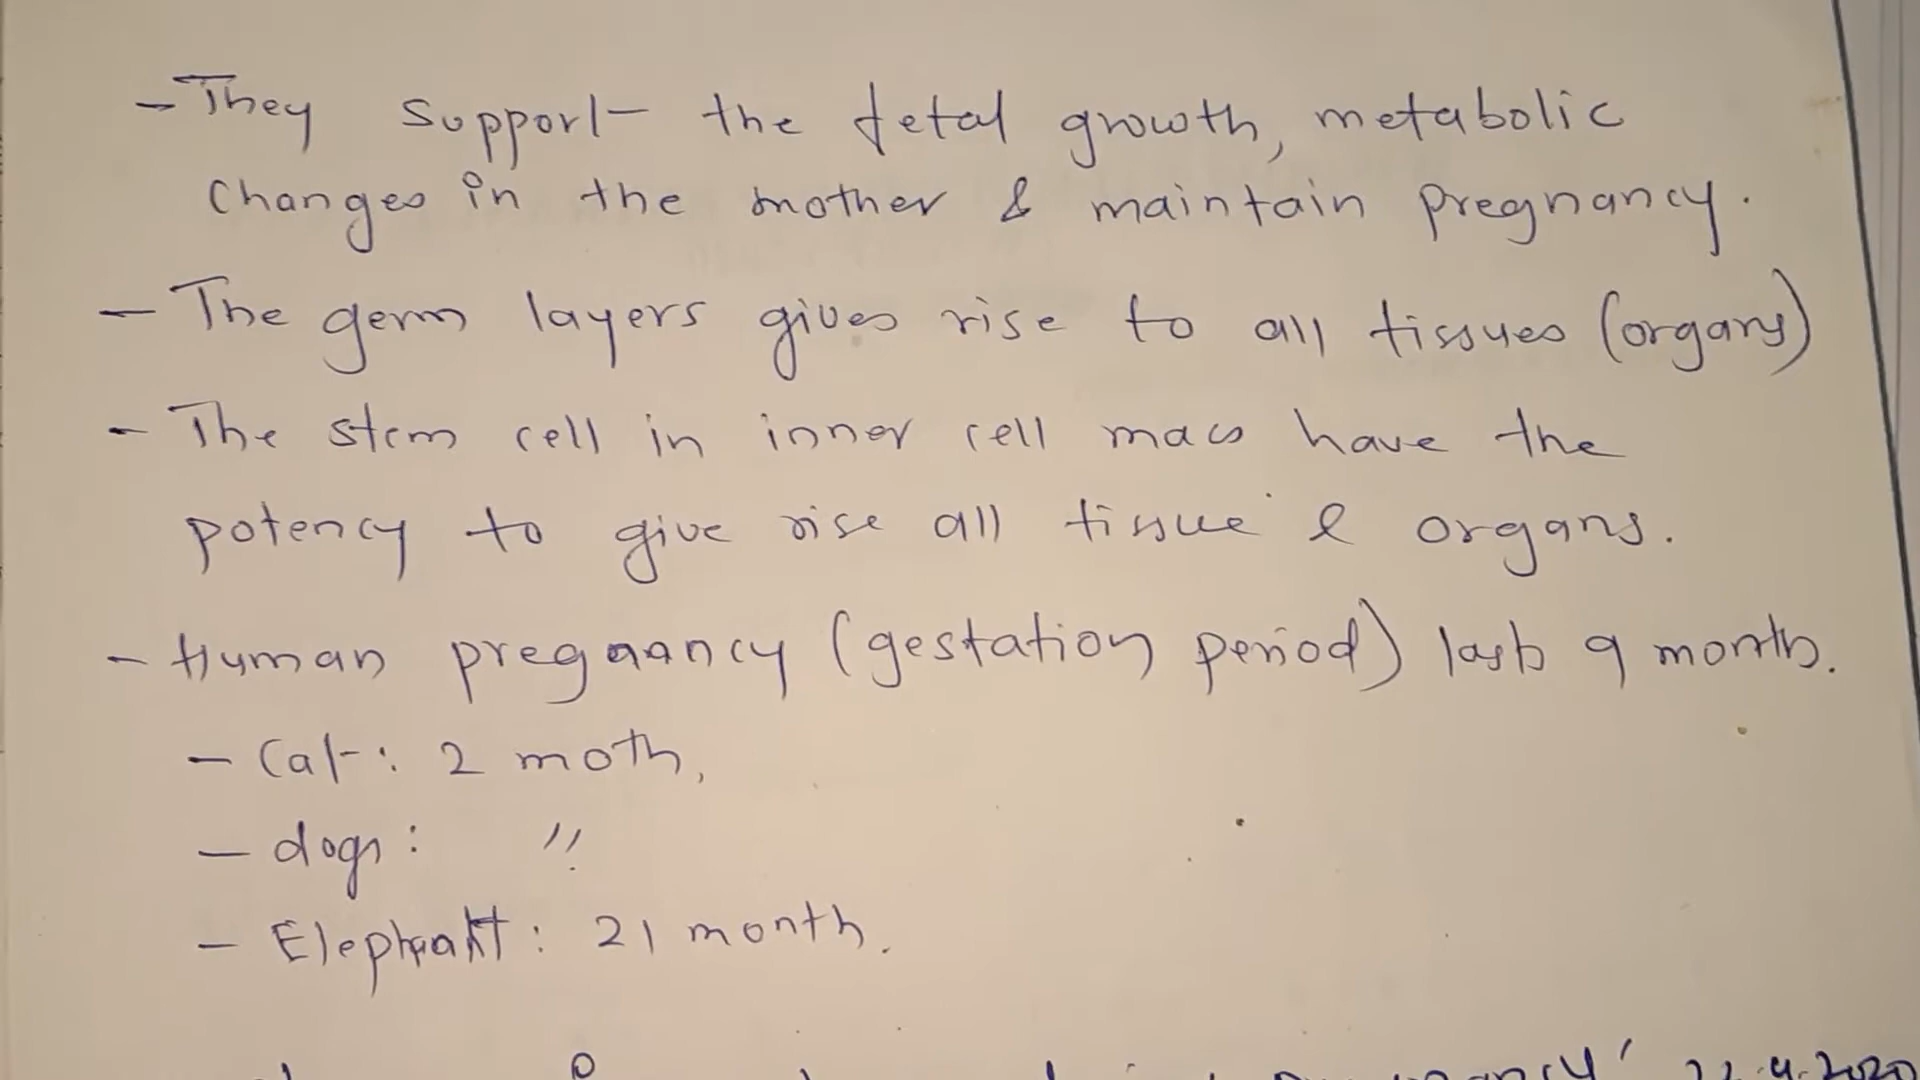 - They support the fetal growth, metabolic
changes in the mother & maintain pregnancy.
- The germ layers gives rise to all tissues (organs)
- The stem cell in inner cell mass have the
potency to give rise all tissue & organs.
- Human pregnancy (gestation period) lasts 9 month.
- Cat: 2 moth,
- dogs: "
- Elephant: 21 month.